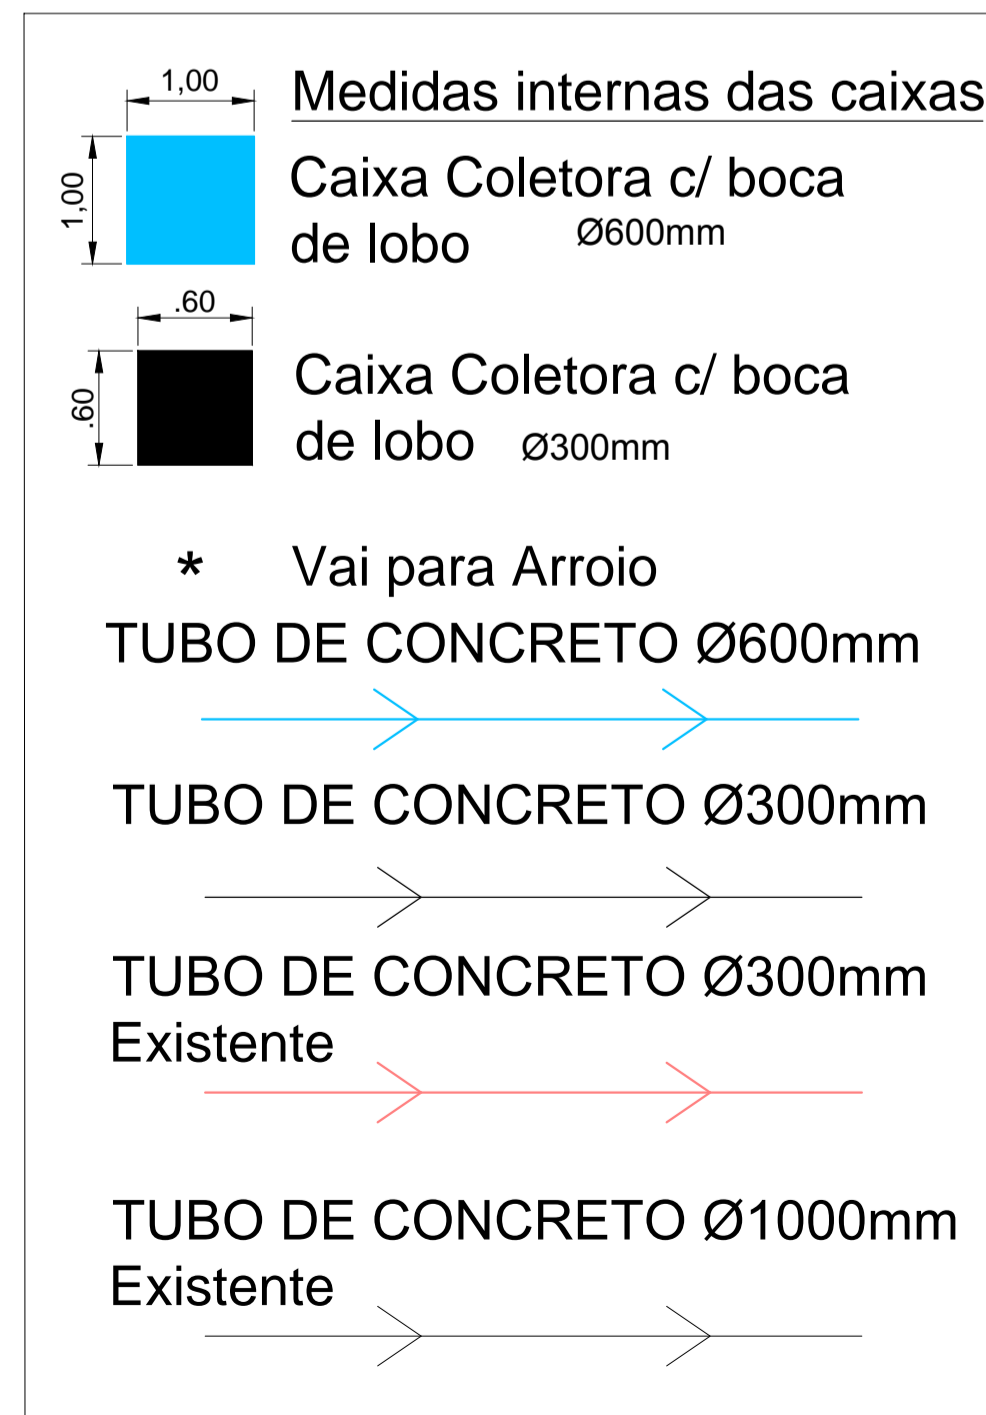 1,00
Medidas internas das caixas
1,00
Caixa Coletora c/ boca
de lobo Ø600mm
.60
.60
Caixa Coletora c/ boca
de lobo Ø300mm
* Vai para Arroio
TUBO DE CONCRETO Ø600mm
TUBO DE CONCRETO Ø300mm
TUBO DE CONCRETO Ø300mm
Existente
TUBO DE CONCRETO Ø1000mm
Existente